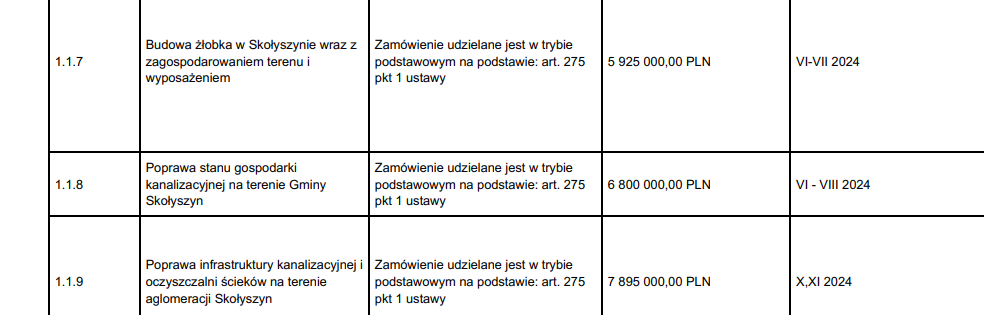 1.1.7
Budowa żłobka w Skołyszynie wraz z
zagospodarowaniem terenu i
wyposażeniem
Zamówienie udzielane jest w trybie
podstawowym na podstawie: art. 275
pkt 1 ustawy
5 925 000,00 PLN
VI-VII 2024
1.1.8
Poprawa stanu gospodarki
kanalizacyjnej na terenie Gminy
Skołyszyn
Zamówienie udzielane jest w trybie
podstawowym na podstawie: art. 275
pkt 1 ustawy
6 800 000,00 PLN
VI - VIII 2024
1.1.9
Poprawa infrastruktury kanalizacyjnej i
oczyszczalni ścieków na terenie
aglomeracji Skołyszyn
Zamówienie udzielane jest w trybie
podstawowym na podstawie: art. 275
pkt 1 ustawy
7 895 000,00 PLN
X,XI 2024